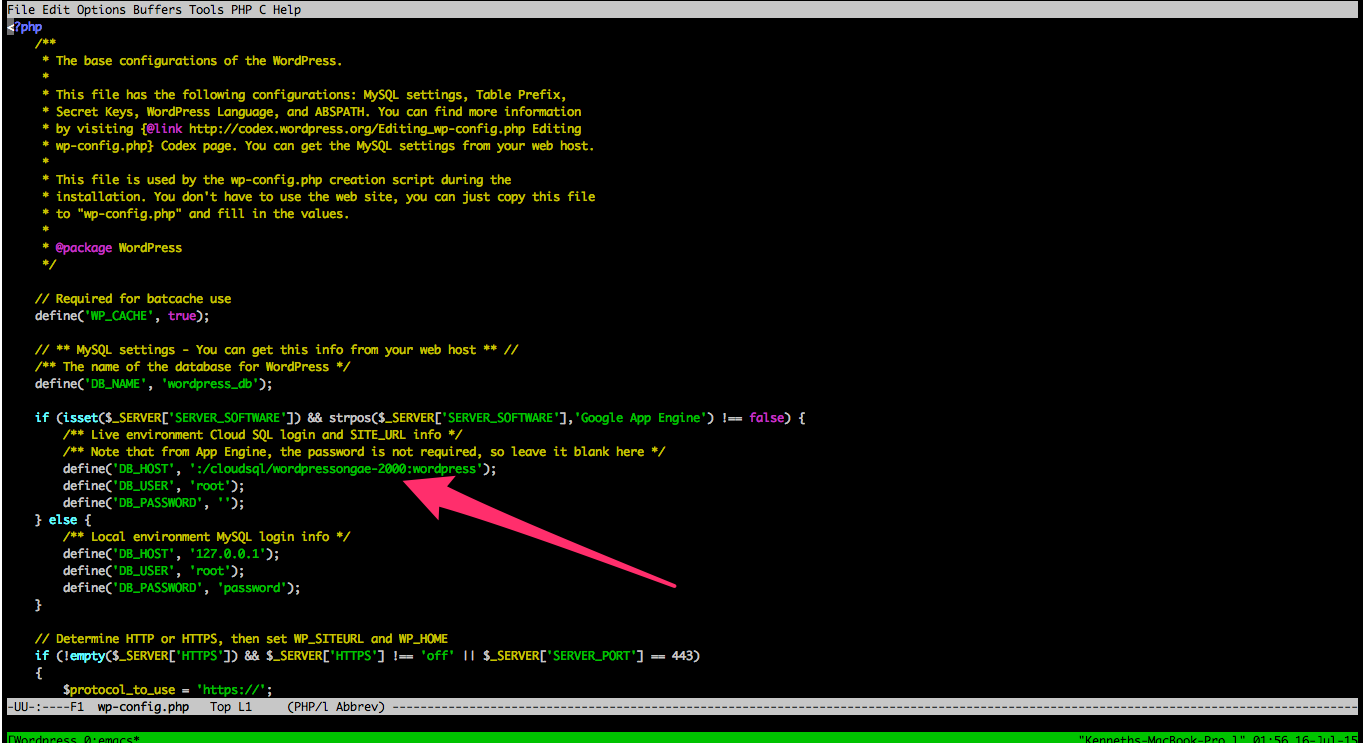 File Edit Options Buffers Tools PHP C Help
<?php
/**
* The base configurations of the WordPress.
*
* This file has the following configurations: MySQL settings, Table Prefix,
* Secret Keys, WordPress Language, and ABSPATH. You can find more information
* by visiting {@link http://codex.wordpress.org/Editing_wp-config.php Editing
* wp-config.php} Codex page. You can get the MySQL settings from your web host.
*
* This file is used by the wp-config.php creation script during the
* installation. You don't have to use the web site, you can just copy this file
* to "wp-config.php" and fill in the values.
*
* @package WordPress
*/
// Required for batcache use
define('WP_CACHE', true);
// ** MySQL settings - You can get this info from your web host ** //
/** The name of the database for WordPress */
define('DB_NAME', 'wordpress_db');
if (isset($_SERVER['SERVER_SOFTWARE']) && strpos($_SERVER['SERVER_SOFTWARE'],'Google App Engine') !== false) {
/** Live environment Cloud SQL login and SITE_URL info */
/** Note that from App Engine, the password is not required, so leave it blank here */
define('DB_HOST', ':/cloudsql/wordpressongae-2000:wordpress');
define('DB_USER', 'root');
define('DB_PASSWORD', '');
} else {
/** Local environment MySQL login info */
define('DB_HOST', '127.0.0.1');
define('DB_USER', 'root');
define('DB_PASSWORD', 'password');
}
// Determine HTTP or HTTPS, then set WP_SITEURL and WP_HOME
if (!empty($_SERVER['HTTPS']) && $_SERVER['HTTPS'] !== 'off' || $_SERVER['SERVER_PORT'] == 443)
{
$protocol_to_use = 'https://';
-UU-:----F1 wp-config.php Top L1 (PHP/l Abbrev) ----------------------------------------
[Wordpress 0:emacs* "Kenneths-MacBook-Pro.l" 01:56 16-Jul-15